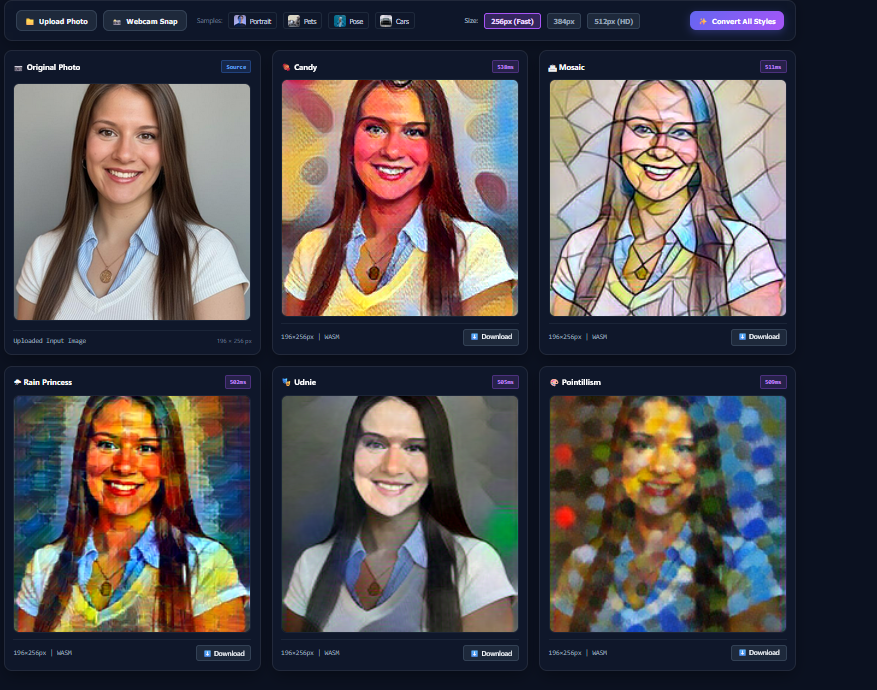 Upload Photo Webcam Snap Samples: Portrait Pets Pose Cars Size: 256px (Fast) 384px 512px (HD) Convert All Styles
Original Photo Source
Uploaded Input Image 196 × 256 px
Candy 538ms
196×256px | WASM Download
Mosaic 511ms
196×256px | WASM Download
Rain Princess 502ms
196×256px | WASM Download
Udnie 505ms
196×256px | WASM Download
Pointillism 509ms
196×256px | WASM Download